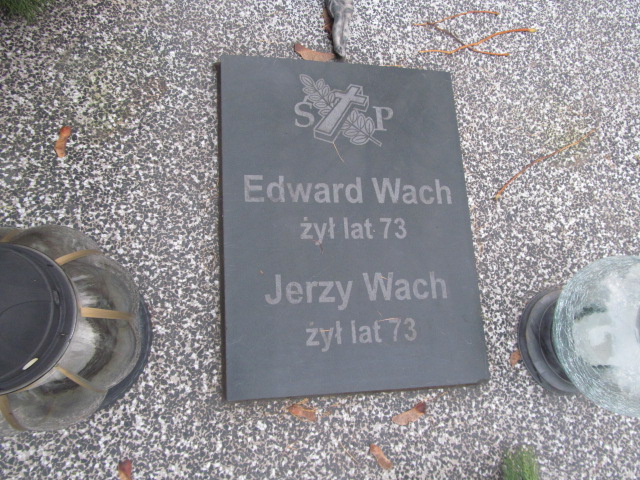 S P
Edward Wach
żył lat 73
Jerzy Wach
żył lat 73